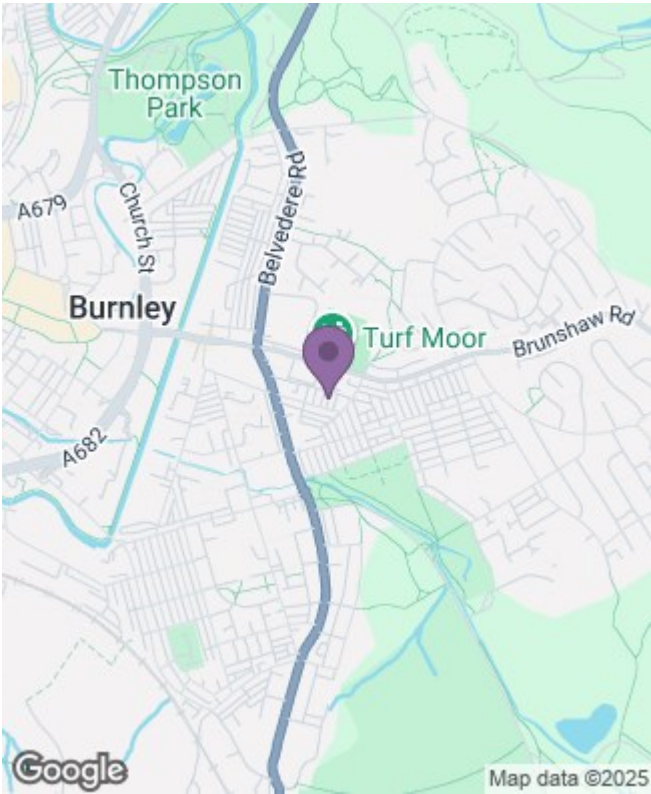 Thompson
Park
Belvedere Rd
A679
Church St
Burnley
Turf Moor
Brunshaw Rd
A682
Google
Map data ©2025